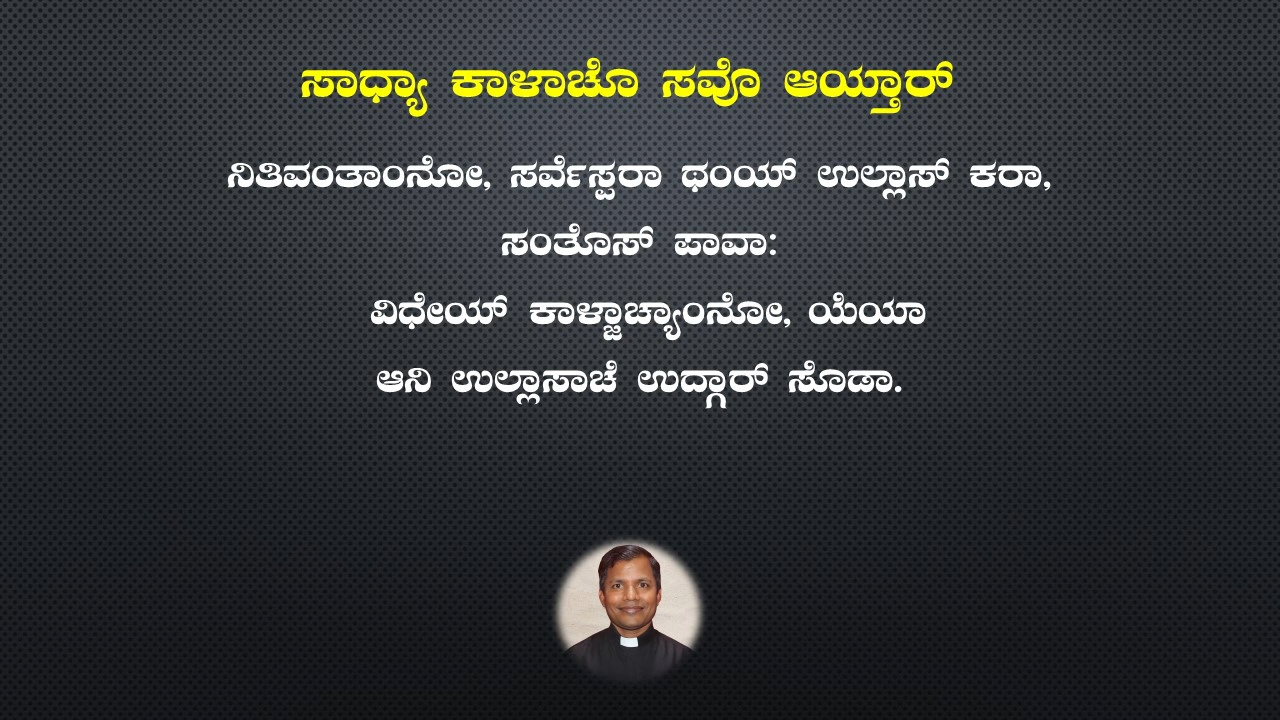 ಸಾಧ್ಯಾ ಕಾಳಾಚೊ ಸವೊ ಆಯ್ತಾರ್
ನಿತಿವಂತಾಂನೋ, ಸರ್ವೆಸ್ಪರಾ ಥಂಯ್ ಉಲ್ಲಾಸ್ ಕರಾ,
ಸಂತೊಸ್ ಪಾವಾ:
ವಿಧೇಯ್ ಕಾಳ್ಜಾಚ್ಯಾಂನೋ, ಯೆಯಾ
ಆನಿ ಉಲ್ಲಾಸಾಚೆ ಉದ್ಗಾರ್ ಸೊಡಾ.